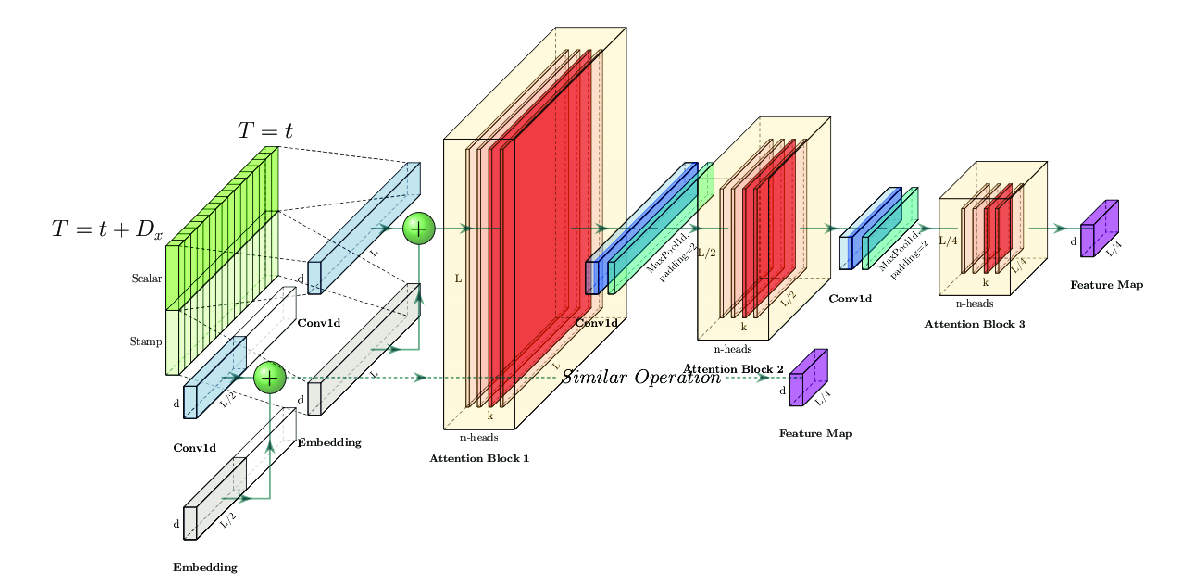 T = t
T = t + D_x
Scalar
Stamp
d
L
Conv1d
d
L
Embedding
d
L/2
Conv1d
d
L/2
Embedding
L
L
k
n-heads
Attention Block 1
Conv1d
MaxPool1d,
padding=2
L/2
L/2
k
n-heads
Attention Block 2
Conv1d
MaxPool1d,
padding=2
L/4
L/4
k
n-heads
Attention Block 3
d
L/4
Feature Map
Similar Operation
d
L/4
Feature Map